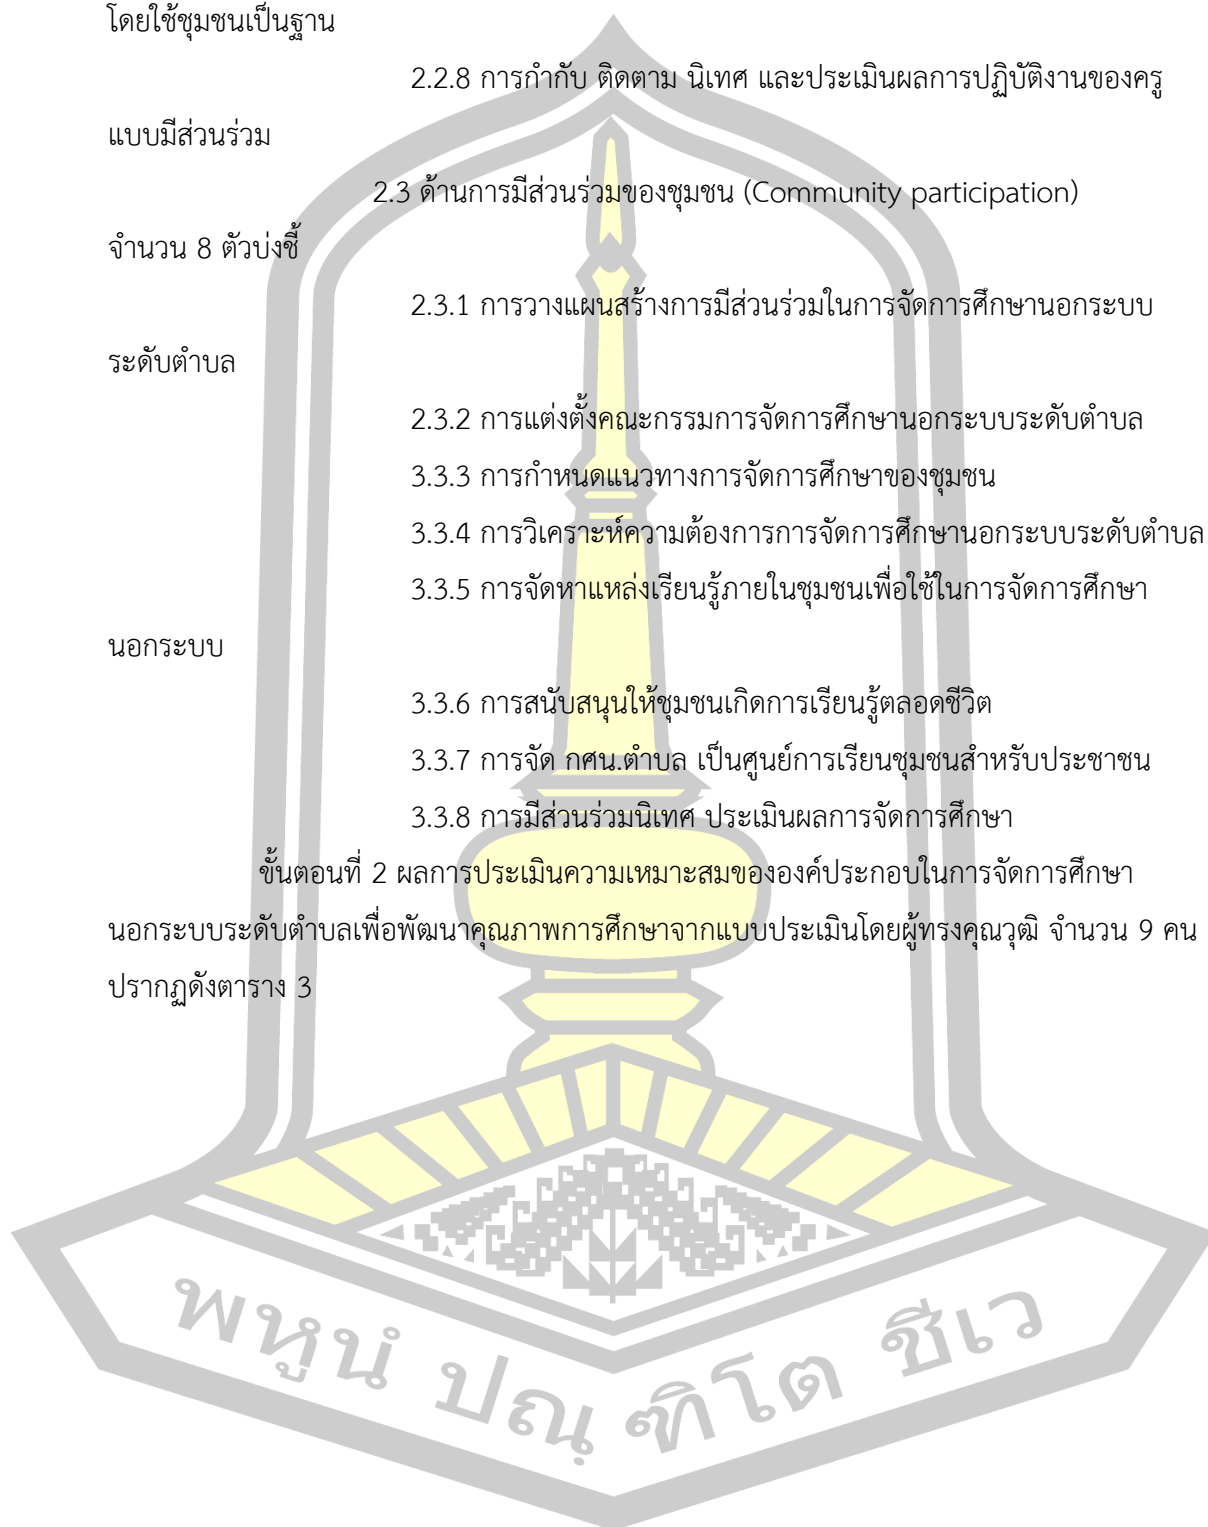 โดยใช้ชุมชนเป็นฐาน
2.2.8 การกำกับ ติดตาม นิเทศ และประเมินผลการปฏิบัติงานของครู
แบบมีส่วนร่วม
2.3 ด้านการมีส่วนร่วมของชุมชน (Community participation)
จำนวน 8 ตัวบ่งชี้
2.3.1 การวางแผนสร้างการมีส่วนร่วมในการจัดการศึกษานอกระบบ
ระดับตำบล
2.3.2 การแต่งตั้งคณะกรรมการจัดการศึกษานอกระบบระดับตำบล
3.3.3 การกำหนดแนวทางการจัดการศึกษาของชุมชน
3.3.4 การวิเคราะห์ความต้องการการจัดการศึกษานอกระบบระดับตำบล
3.3.5 การจัดหาแหล่งเรียนรู้ภายในชุมชนเพื่อใช้ในการจัดการศึกษา
นอกระบบ
3.3.6 การสนับสนุนให้ชุมชนเกิดการเรียนรู้ตลอดชีวิต
3.3.7 การจัด กศน.ตำบล เป็นศูนย์การเรียนชุมชนสำหรับประชาชน
3.3.8 การมีส่วนร่วมนิเทศ ประเมินผลการจัดการศึกษา
ขั้นตอนที่ 2 ผลการประเมินความเหมาะสมขององค์ประกอบในการจัดการศึกษา
นอกระบบระดับตำบลเพื่อพัฒนาคุณภาพการศึกษาจากแบบประเมินโดยผู้ทรงคุณวุฒิ จำนวน 9 คน
ปรากฏดังตาราง 3
พหูนํ ปณฺฑิโต ชีเว